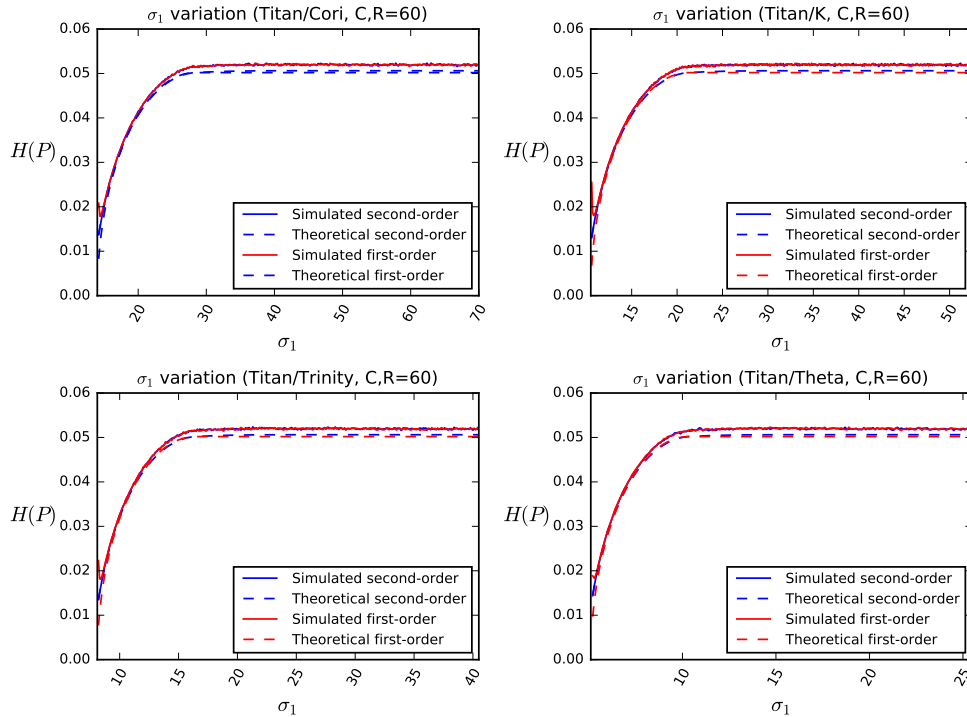 σ₁ variation (Titan/Cori, C,R=60)
0.06
0.05
0.04
H(P)
0.03
0.02
0.01
0.00
Simulated second-order
Theoretical second-order
Simulated first-order
Theoretical first-order
20
30
40
50
60
70
σ₁
σ₁ variation (Titan/K, C,R=60)
0.06
0.05
0.04
H(P)
0.03
0.02
0.01
0.00
Simulated second-order
Theoretical second-order
Simulated first-order
Theoretical first-order
15
20
25
30
35
40
45
50
σ₁
σ₁ variation (Titan/Trinity, C,R=60)
0.06
0.05
0.04
H(P)
0.03
0.02
0.01
0.00
Simulated second-order
Theoretical second-order
Simulated first-order
Theoretical first-order
10
15
20
25
30
35
40
σ₁
σ₁ variation (Titan/Theta, C,R=60)
0.06
0.05
0.04
H(P)
0.03
0.02
0.01
0.00
Simulated second-order
Theoretical second-order
Simulated first-order
Theoretical first-order
10
15
20
25
σ₁